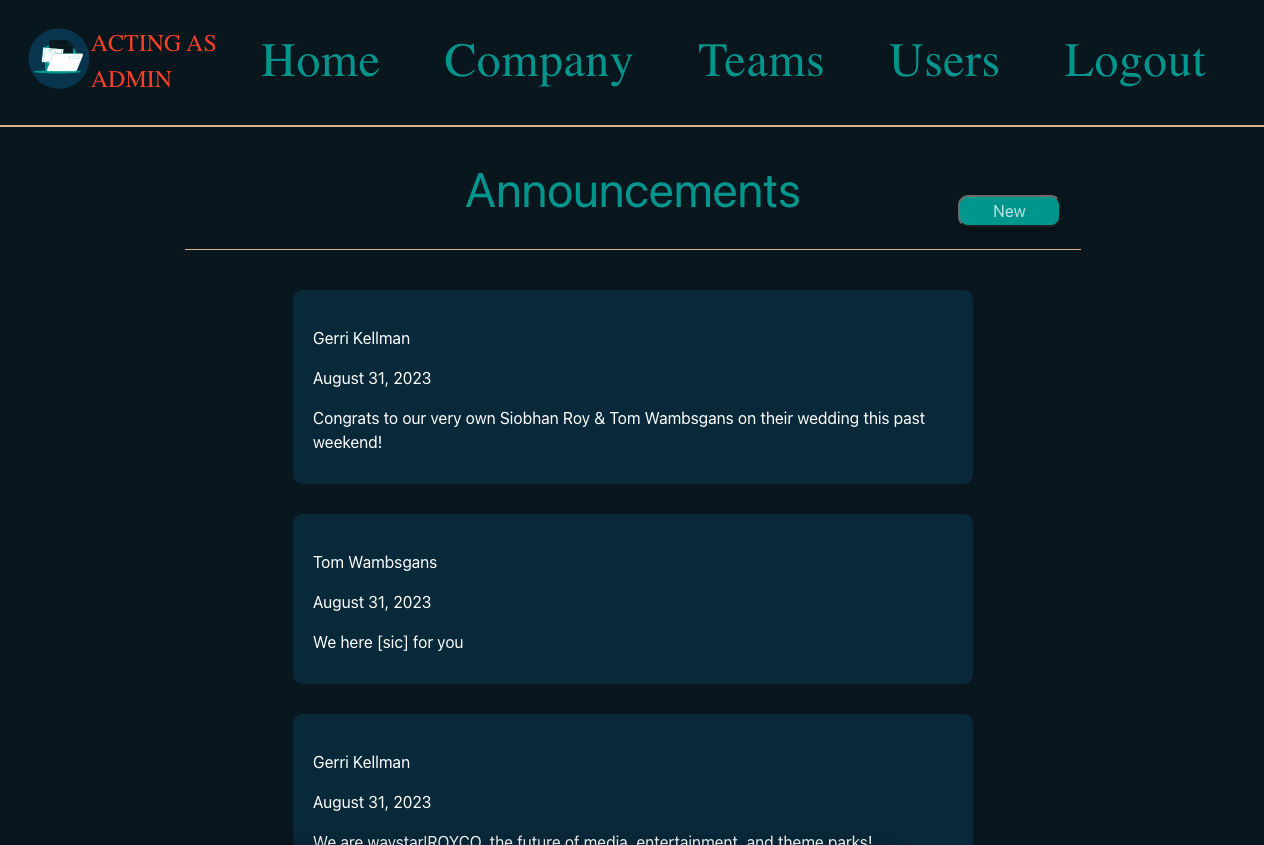 ACTING AS
ADMIN
Home
Company
Teams
Users
Logout
Announcements
New
Gerri Kellman
August 31, 2023
Congrats to our very own Siobhan Roy & Tom Wambsgans on their wedding this past
weekend!
Tom Wambsgans
August 31, 2023
We here [sic] for you
Gerri Kellman
August 31, 2023
We are waystar|ROYCO, the future of media, entertainment, and theme parks!